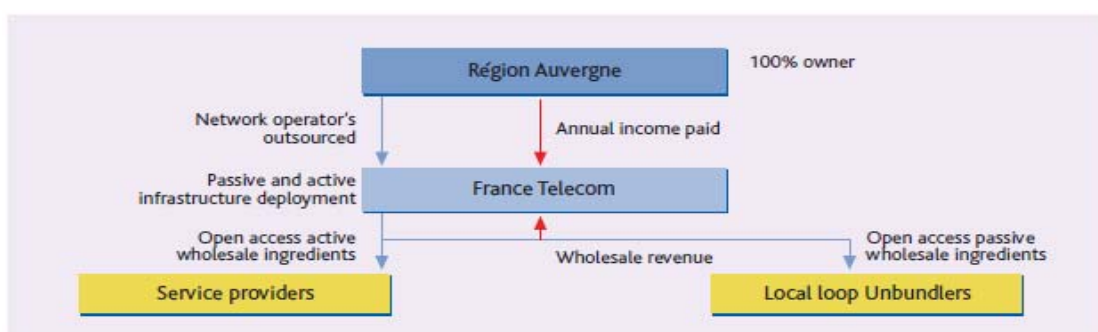 Région Auvergne
100% owner
Network operator's
outsourced
Annual income paid
Passive and active
infrastructure deployment
France Telecom
Open access active
wholesale ingredients
Wholesale revenue
Open access passive
wholesale ingredients
Service providers
Local loop Unbundlers